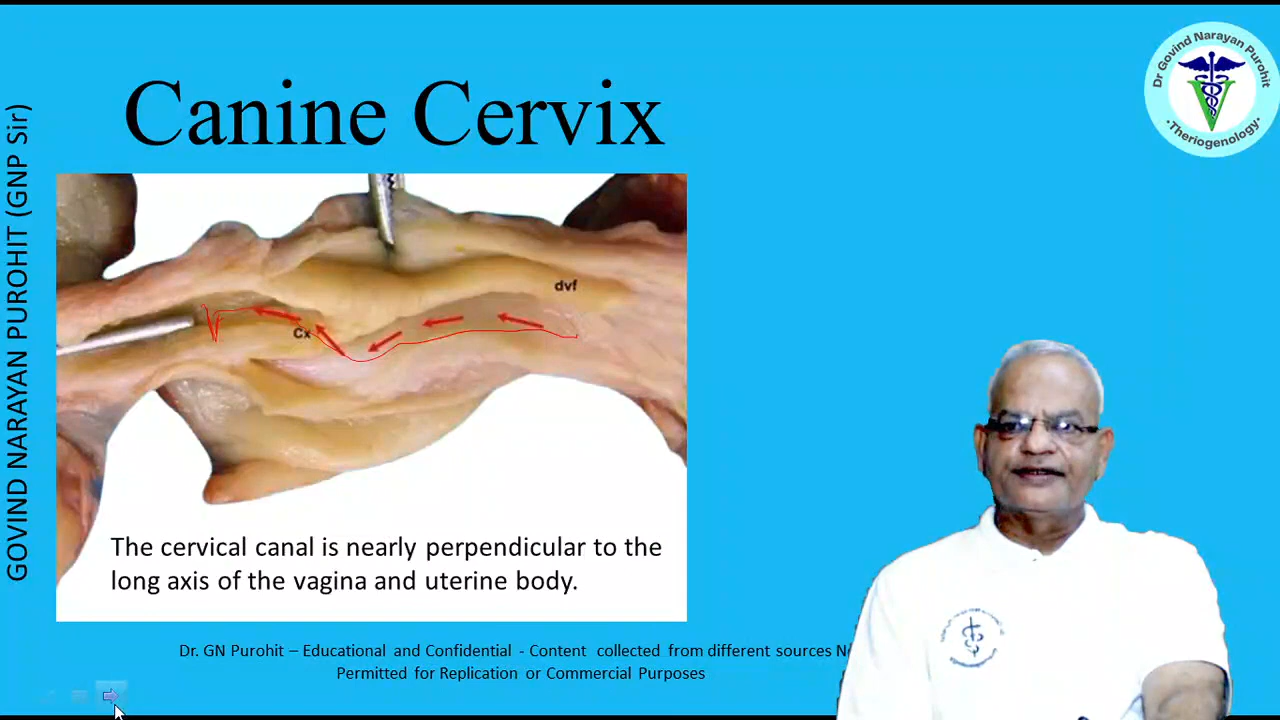 Canine Cervix
GOVIND NARAYAN PUROHIT (GNP Sir)
Dr Govind Narayan Purohit
V
• Theriogenology •
dvf
Cx
The cervical canal is nearly perpendicular to the
long axis of the vagina and uterine body.
Dr. GN Purohit – Educational and Confidential - Content collected from different sources
Permitted for Replication or Commercial Purposes